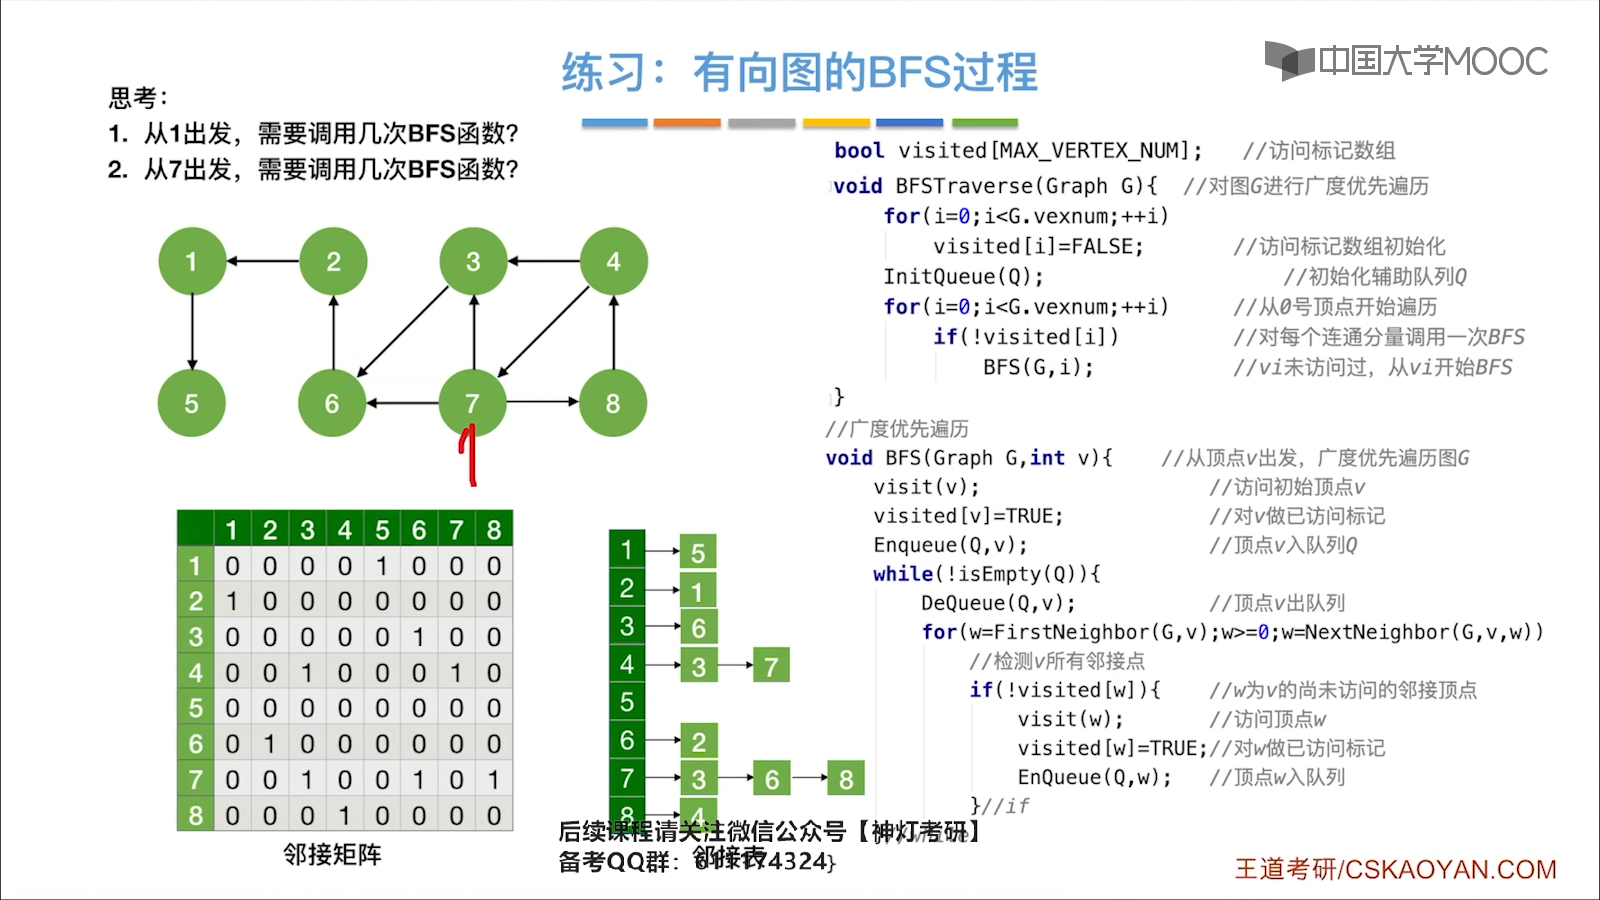 练习：有向图的BFS过程
中国大学MOOC
思考：
1. 从1出发，需要调用几次BFS函数？
2. 从7出发，需要调用几次BFS函数？
1 2 3 4
5 6 7 8
1
bool visited[MAX_VERTEX_NUM]; //访问标记数组
void BFSTraverse(Graph G){ //对图G进行广度优先遍历
for(i=0;i<G.vexnum;++i)
visited[i]=FALSE; //访问标记数组初始化
InitQueue(Q); //初始化辅助队列Q
for(i=0;i<G.vexnum;++i) //从0号顶点开始遍历
if(!visited[i]) //对每个连通分量调用一次BFS
BFS(G,i); //vi未访问过，从vi开始BFS
}
//广度优先遍历
void BFS(Graph G,int v){ //从顶点v出发，广度优先遍历图G
visit(v); //访问初始顶点v
visited[v]=TRUE; //对v做已访问标记
Enqueue(Q,v); //顶点v入队列Q
while(!isEmpty(Q)){
DeQueue(Q,v); //顶点v出队列
for(w=FirstNeighbor(G,v);w>=0;w=NextNeighbor(G,v,w))
//检测v所有邻接点
if(!visited[w]){ //w为v的尚未访问的邻接顶点
visit(w); //访问顶点w
visited[w]=TRUE;//对w做已访问标记
EnQueue(Q,w); //顶点w入队列
}//if
}
1 2 3 4 5 6 7 8
1 0 0 0 0 1 0 0 0
2 1 0 0 0 0 0 0 0
3 0 0 0 0 0 1 0 0
4 0 0 1 0 0 0 1 0
5 0 0 0 0 0 0 0 0
6 0 1 0 0 0 0 0 0
7 0 0 1 0 0 1 0 1
8 0 0 0 1 0 0 0 0
邻接矩阵
1 5
2 1
3 6
4 3 7
5
6 2
7 3 6 8
8 4
邻接表
后续课程请关注微信公众号【神灯考研】
备考QQ群：
王道考研/CSKAOYAN.COM